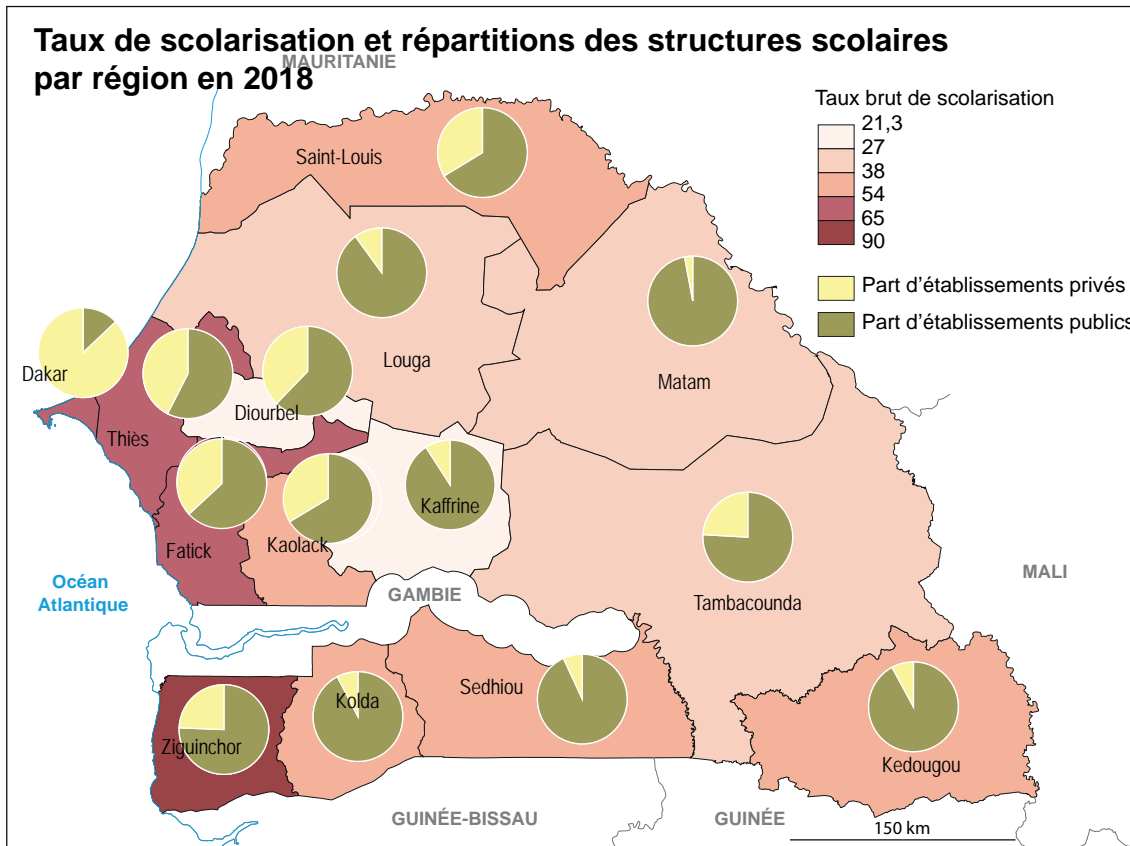 Taux de scolarisation et répartitions des structures scolaires
par région en 2018
MAURITANIE
Taux brut de scolarisation
21,3
27
38
54
65
90
Part d'établissements privés
Part d'établissements publics
Saint-Louis
Louga
Matam
Dakar
Diourbel
Thiès
Kaffrine
Fatick
Kaolack
Océan
Atlantique
GAMBIE
MALI
Tambacounda
Sedhiou
Kolda
Ziguinchor
Kedougou
GUINÉE-BISSAU
GUINÉE
150 km